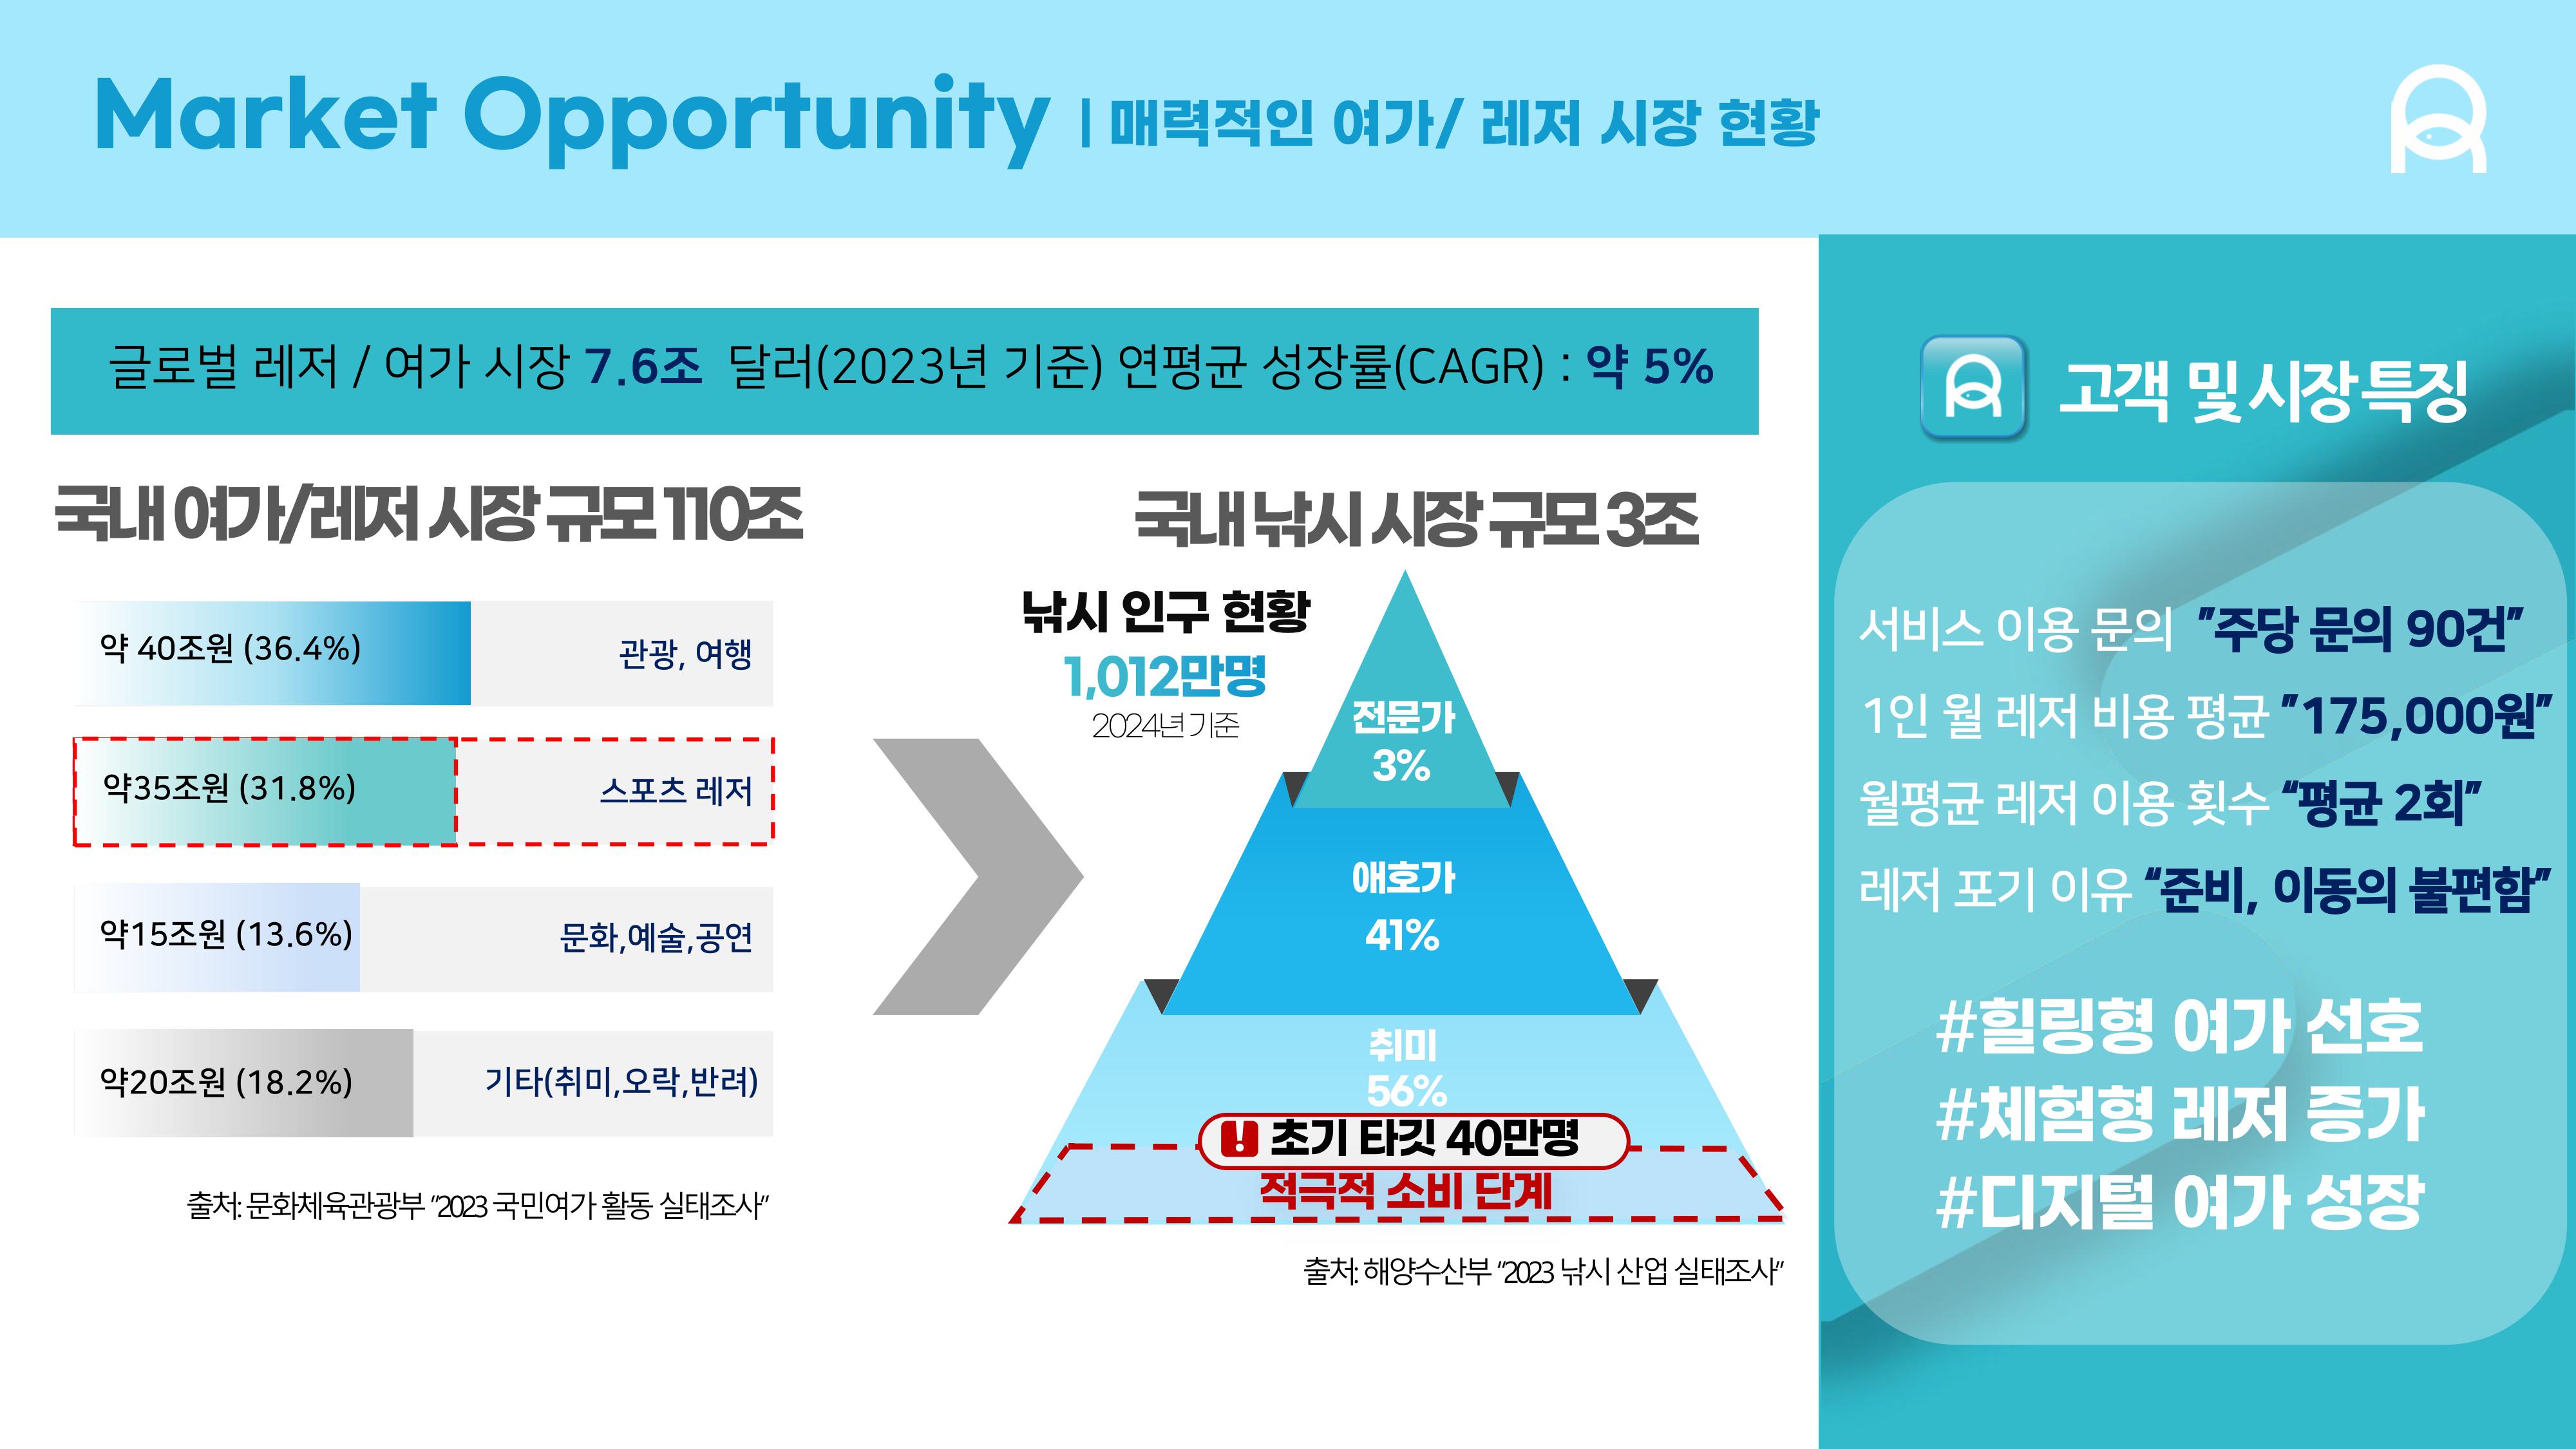 Market Opportunity | 매력적인 여가/ 레저 시장 현황
글로벌 레저 / 여가 시장 7.6조 달러(2023년 기준) 연평균 성장률(CAGR) : 약 5%
국내 여가/레저 시장 규모 110조
약 40조원 (36.4%) 관광, 여행
약35조원 (31.8%) 스포츠 레저
약15조원 (13.6%) 문화,예술,공연
약20조원 (18.2%) 기타(취미,오락,반려)
출처: 문화체육관광부 "2023 국민여가 활동 실태조사"
국내 낚시 시장 규모 3조
낚시 인구 현황
1,012만명
2024년 기준
전문가
3%
애호가
41%
취미
56%
초기 타깃 40만명
적극적 소비 단계
출처: 해양수산부 "2023 낚시 산업 실태조사"
고객 및 시장 특징
서비스 이용 문의 "주당 문의 90건"
1인 월 레저 비용 평균 "175,000원"
월평균 레저 이용 횟수 “평균 2회”
레저 포기 이유 “준비, 이동의 불편함”
#힐링형 여가 선호
#체험형 레저 증가
#디지털 여가 성장